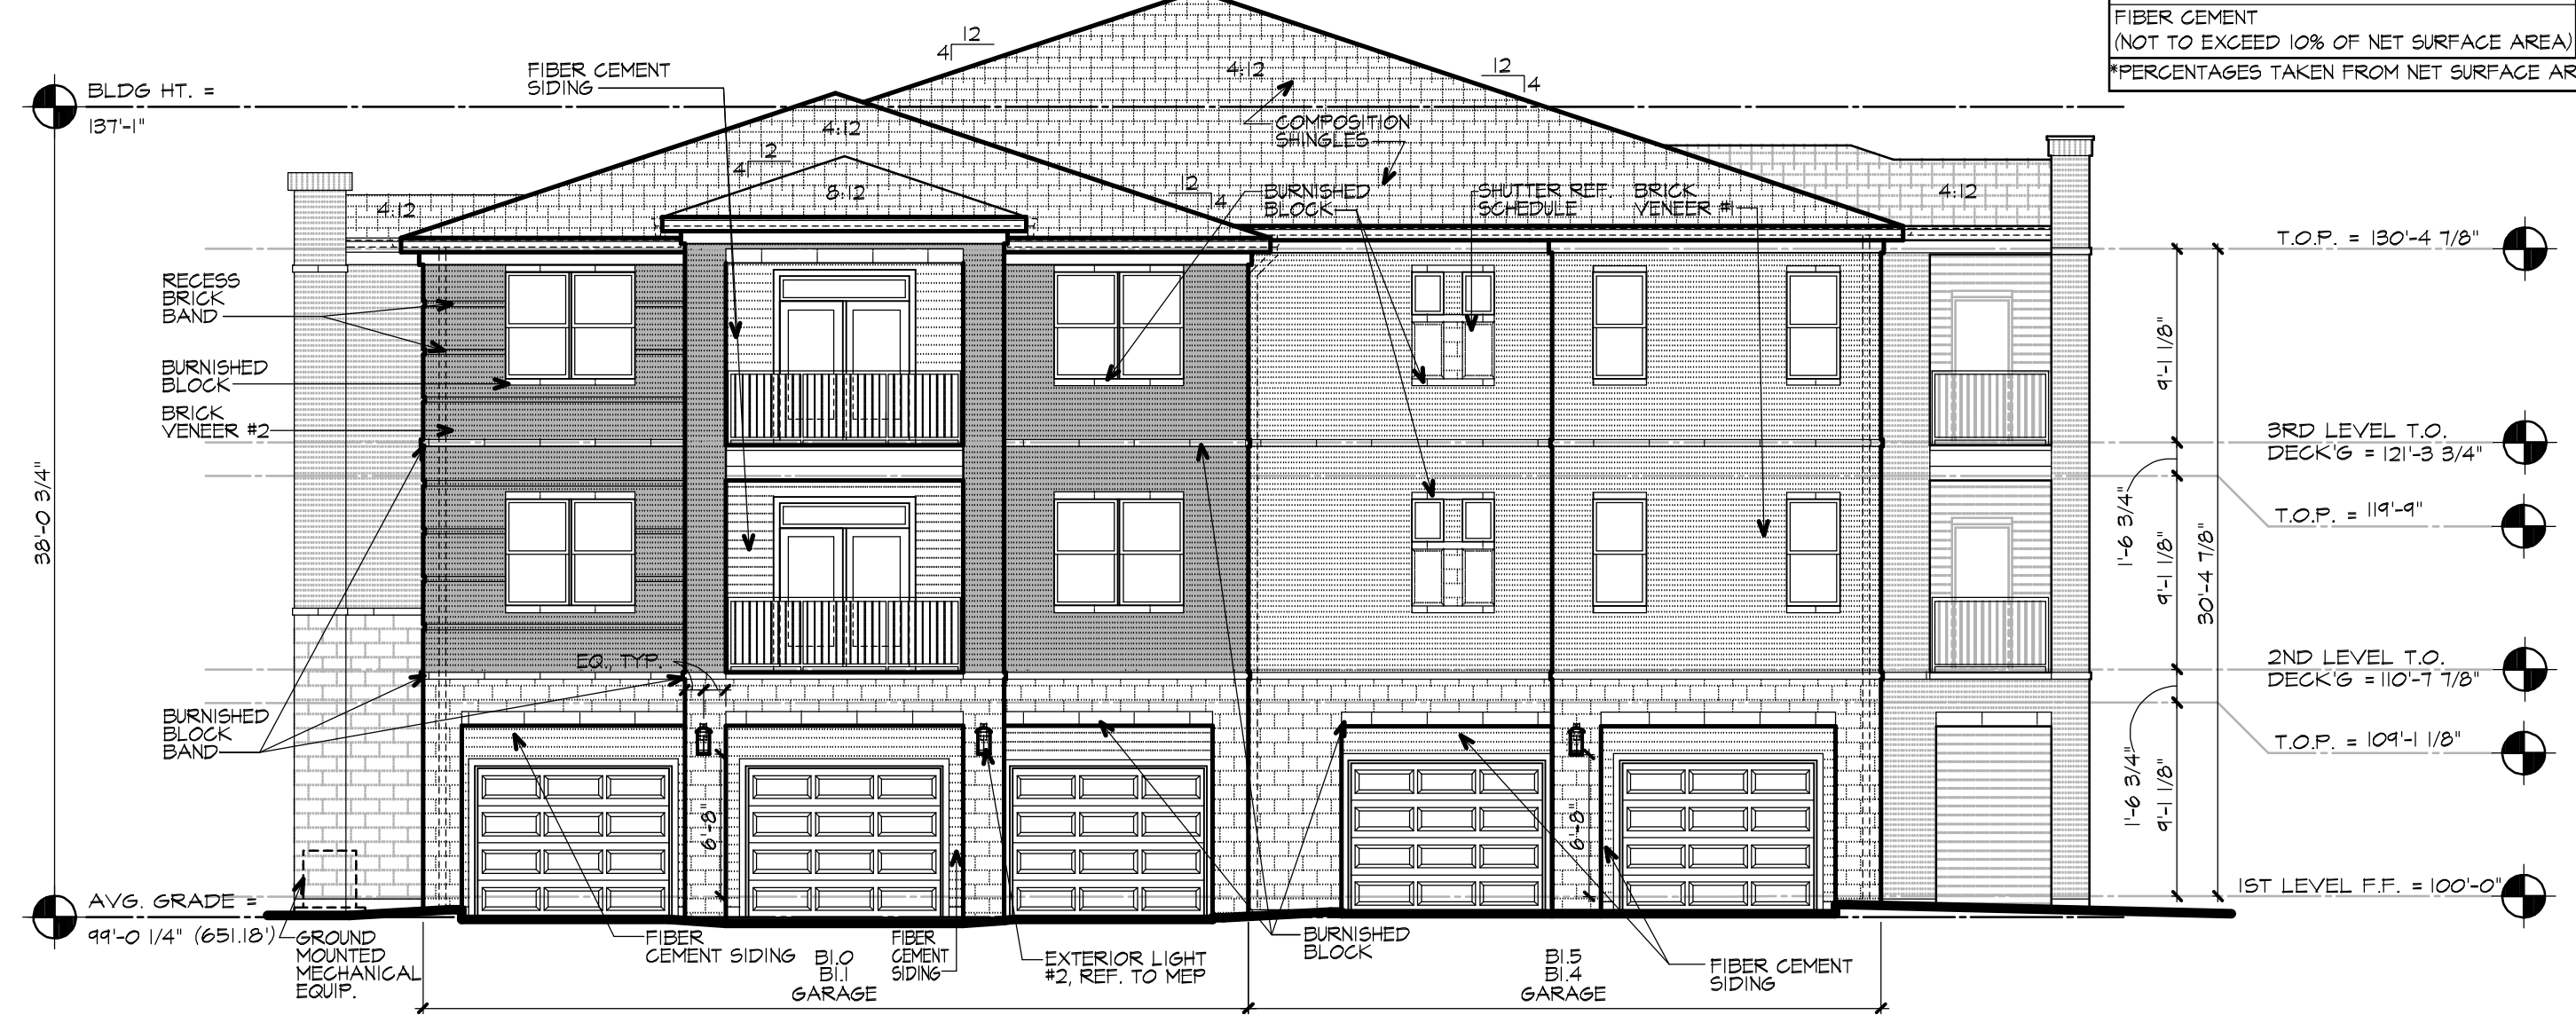 FIBER CEMENT
(NOT TO EXCEED 10% OF NET SURFACE AREA)
*PERCENTAGES TAKEN FROM NET SURFACE AR
BLDG HT. =
137'-1"
FIBER CEMENT
SIDING
12
4
4:12
12
4
COMPOSITION
SHINGLES
4:12
12
4
8:12
4:12
12
4
BURNISHED
BLOCK
SHUTTER REF.
SCHEDULE
BRICK
VENEER #1
4:12
T.O.P. = 130'-4 7/8"
RECESS
BRICK
BAND
BURNISHED
BLOCK
BRICK
VENEER #2
9'-1 1/8"
3RD LEVEL T.O.
DECK'G = 121'-3 3/4"
38'-0 3/4"
1'-6 3/4"
T.O.P. = 119'-9"
9'-1 1/8"
30'-4 7/8"
EQ., TYP.
2ND LEVEL T.O.
DECK'G = 110'-7 7/8"
BURNISHED
BLOCK
BAND
T.O.P. = 109'-1 1/8"
1'-6 3/4"
9'-1 1/8"
6'-8"
6'-8"
1ST LEVEL F.F. = 100'-0"
AVG. GRADE =
99'-0 1/4" (651.18')
GROUND
MOUNTED
MECHANICAL
EQUIP.
FIBER
CEMENT SIDING
B1.0
B1.1
GARAGE
FIBER
CEMENT
SIDING
EXTERIOR LIGHT
#2, REF. TO MEP
BURNISHED
BLOCK
B1.5
B1.4
GARAGE
FIBER CEMENT
SIDING